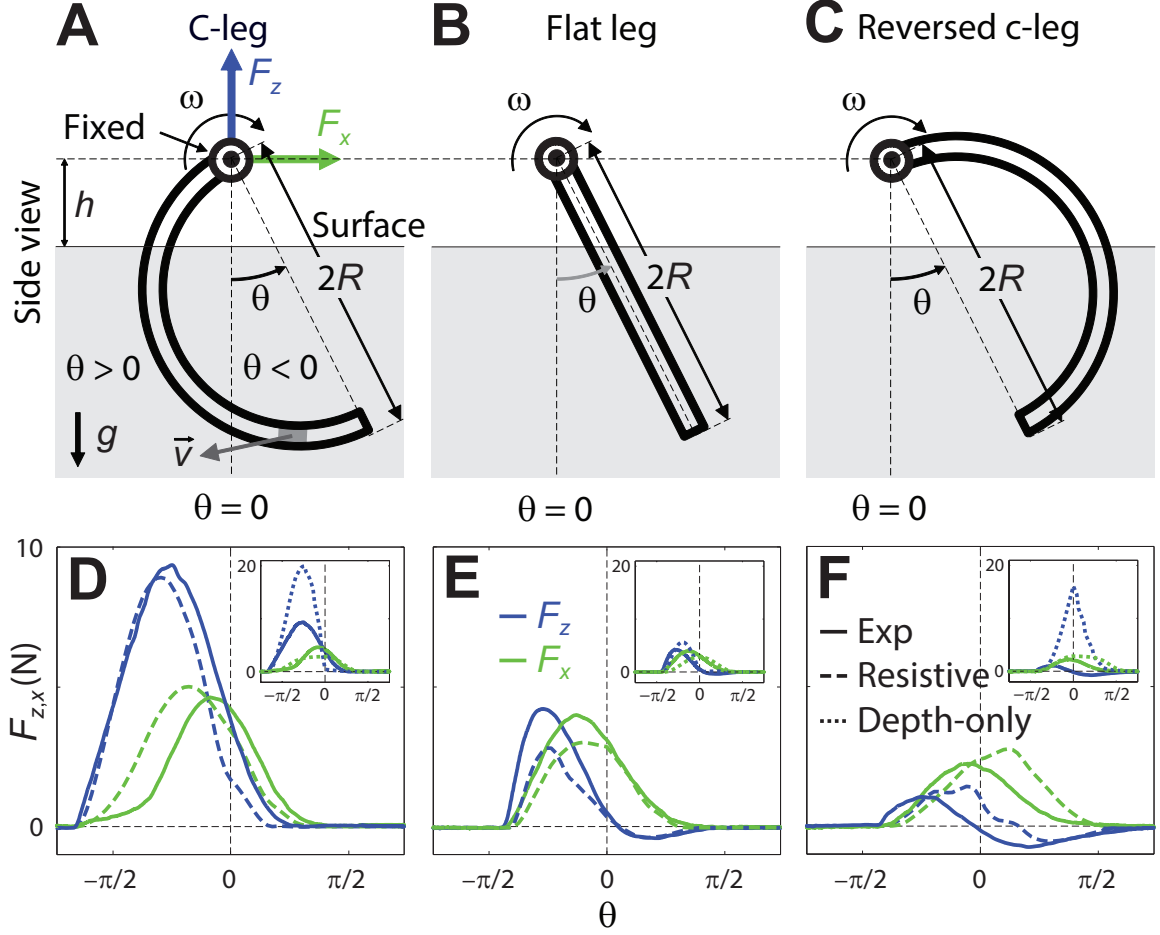 A
C-leg
B
Flat leg
C
Reversed c-leg
F_z
ω
Fixed
F_x
ω
ω
h
Side view
Surface
2R
θ
2R
θ
2R
θ
θ > 0
θ < 0
g
v⃗
θ = 0
θ = 0
θ = 0
10
D
20
0
−π/2
0
π/2
E
20
0
−π/2
0
π/2
F_z
F_x
F
20
0
−π/2
0
π/2
Exp
Resistive
Depth-only
F_{z,x} (N)
0
−π/2
0
π/2
−π/2
0
π/2
−π/2
0
π/2
θ